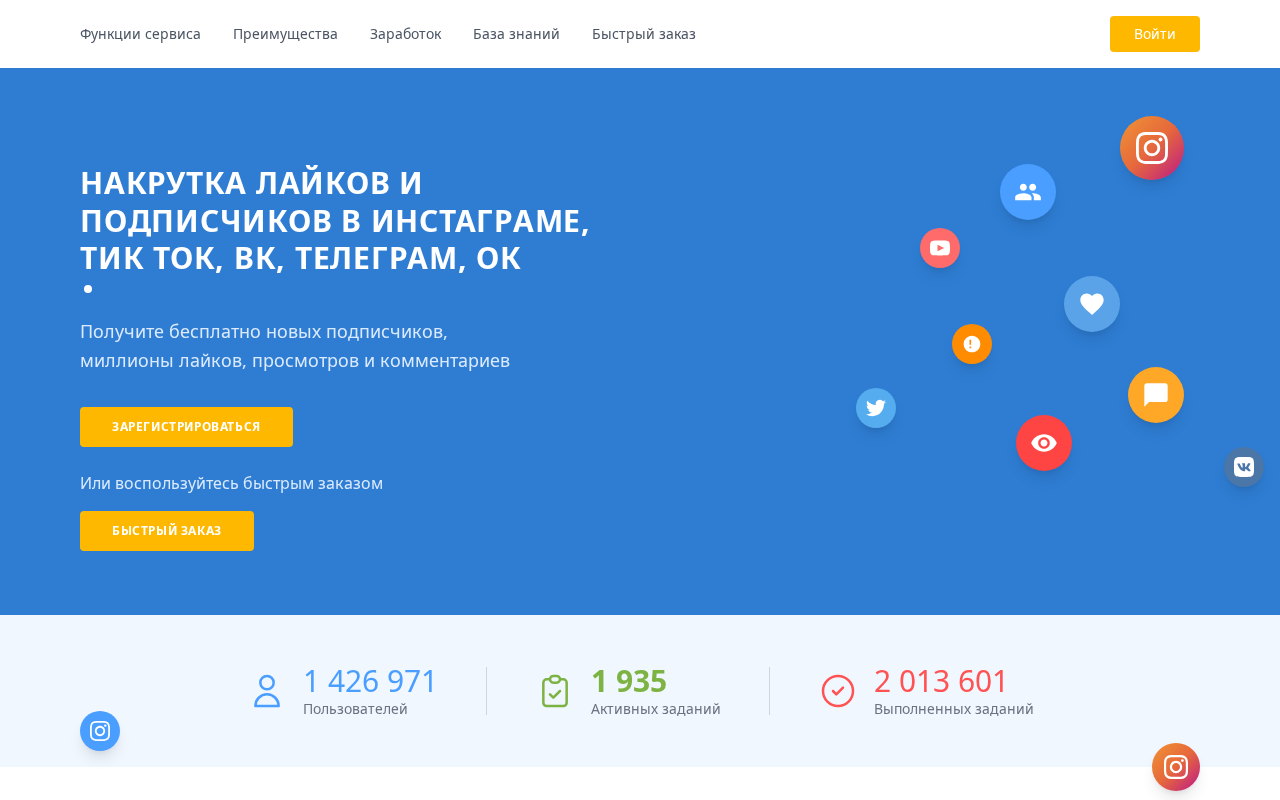 Функции сервиса
Преимущества
Заработок
База знаний
Быстрый заказ
Войти
НАКРУТКА ЛАЙКОВ И
ПОДПИСЧИКОВ В ИНСТАГРАМЕ,
ТИК ТОК, ВК, ТЕЛЕГРАМ, ОК
Получите бесплатно новых подписчиков,
миллионы лайков, просмотров и комментариев
ЗАРЕГИСТРИРОВАТЬСЯ
Или воспользуйтесь быстрым заказом
БЫСТРЫЙ ЗАКАЗ
1 426 971
Пользователей
1 935
Активных заданий
2 013 601
Выполненных заданий